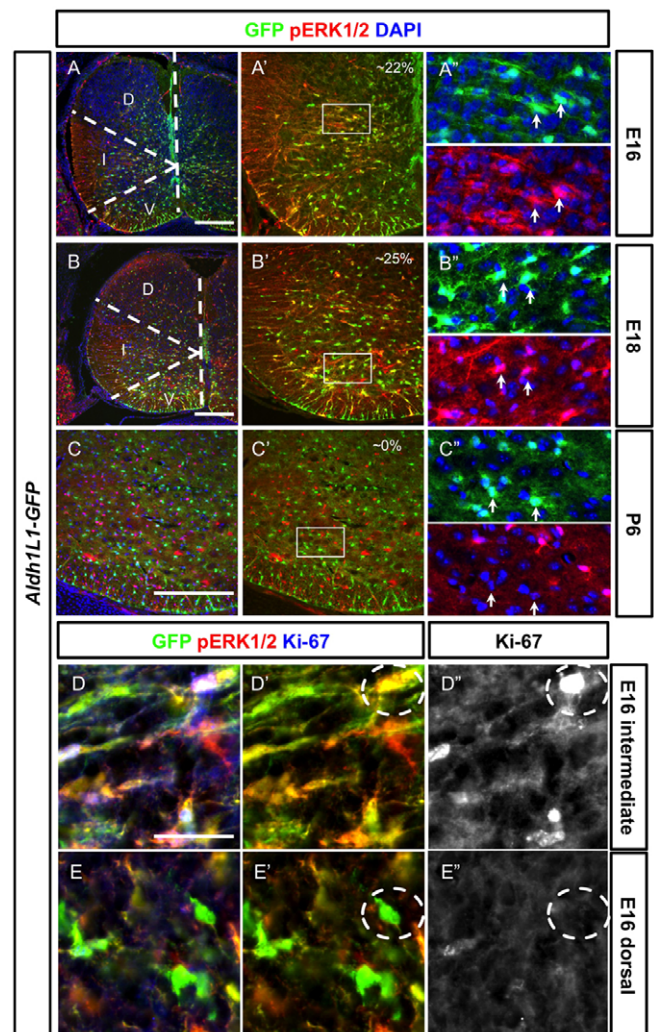 GFP pERK1/2 DAPI
A
D
I
V
A'
~22%
A"
E16
B
D
I
V
B'
~25%
B"
E18
C
C'
~0%
C"
P6
Aldh1L1-GFP
GFP pERK1/2 Ki-67
Ki-67
D
D'
D"
E16 intermediate
E
E'
E"
E16 dorsal